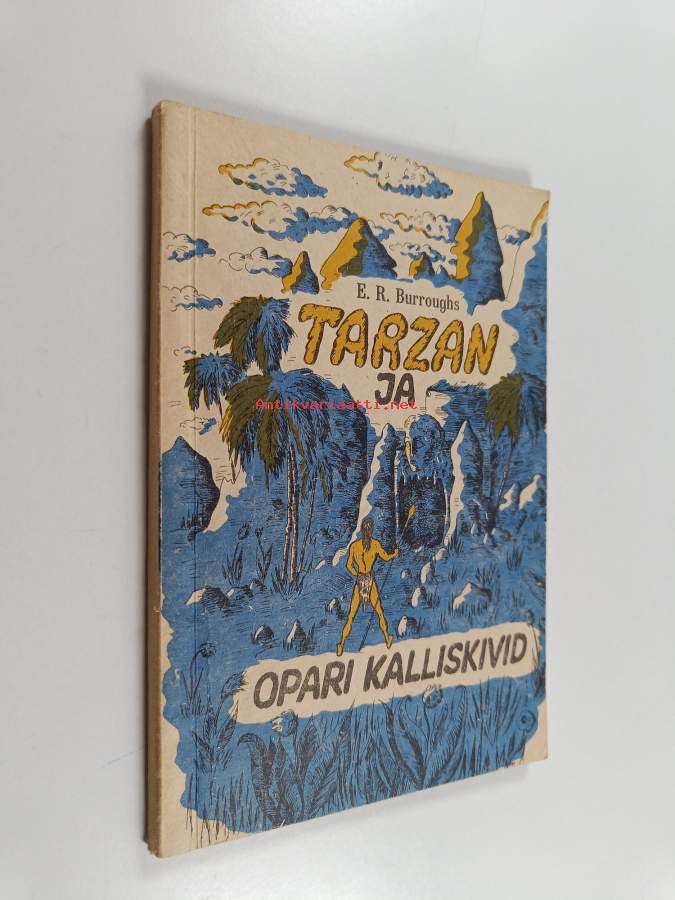 E. R. Burroughs
TARZAN
JA
Antikvariaatti.net
OPARI KALLISKIVID